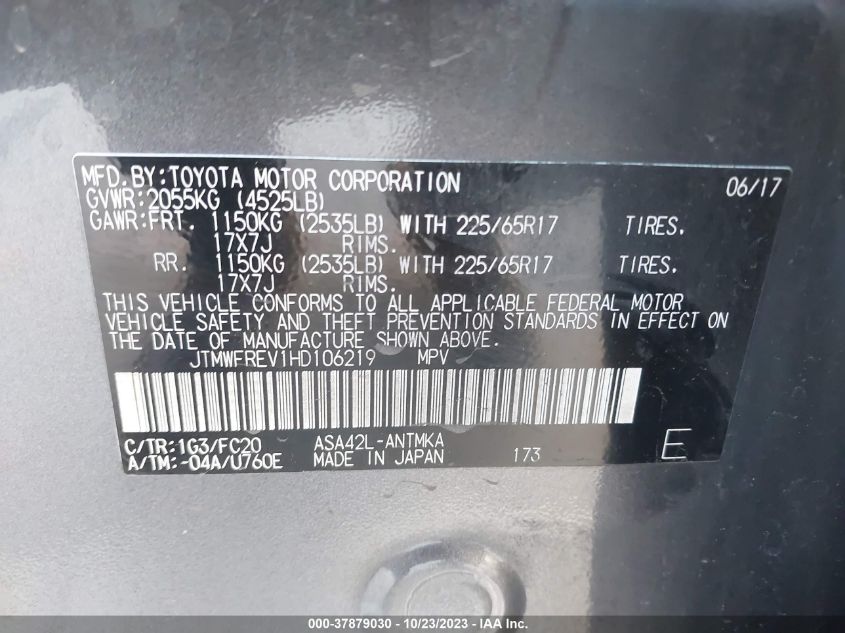 MFD.BY:TOYOTA MOTOR CORPORATION 06/17
GVWR:2055KG (4525LB)
GAWR:FRT. 1150KG (2535LB) WITH 225/65R17 TIRES.
17X7J RIMS.
RR. 1150KG (2535LB) WITH 225/65R17 TIRES.
17X7J RIMS.
THIS VEHICLE CONFORMS TO ALL APPLICABLE FEDERAL MOTOR
VEHICLE SAFETY AND THEFT PREVENTION STANDARDS IN EFFECT ON
THE DATE OF MANUFACTURE SHOWN ABOVE.
JTMWFREV1HD106219 MPV
C/TR:1G3/FC20 ASA42L-ANTMKA
A/TM:-04A/U760E MADE IN JAPAN 173 E
000-37879030 - 10/23/2023 - IAA Inc.